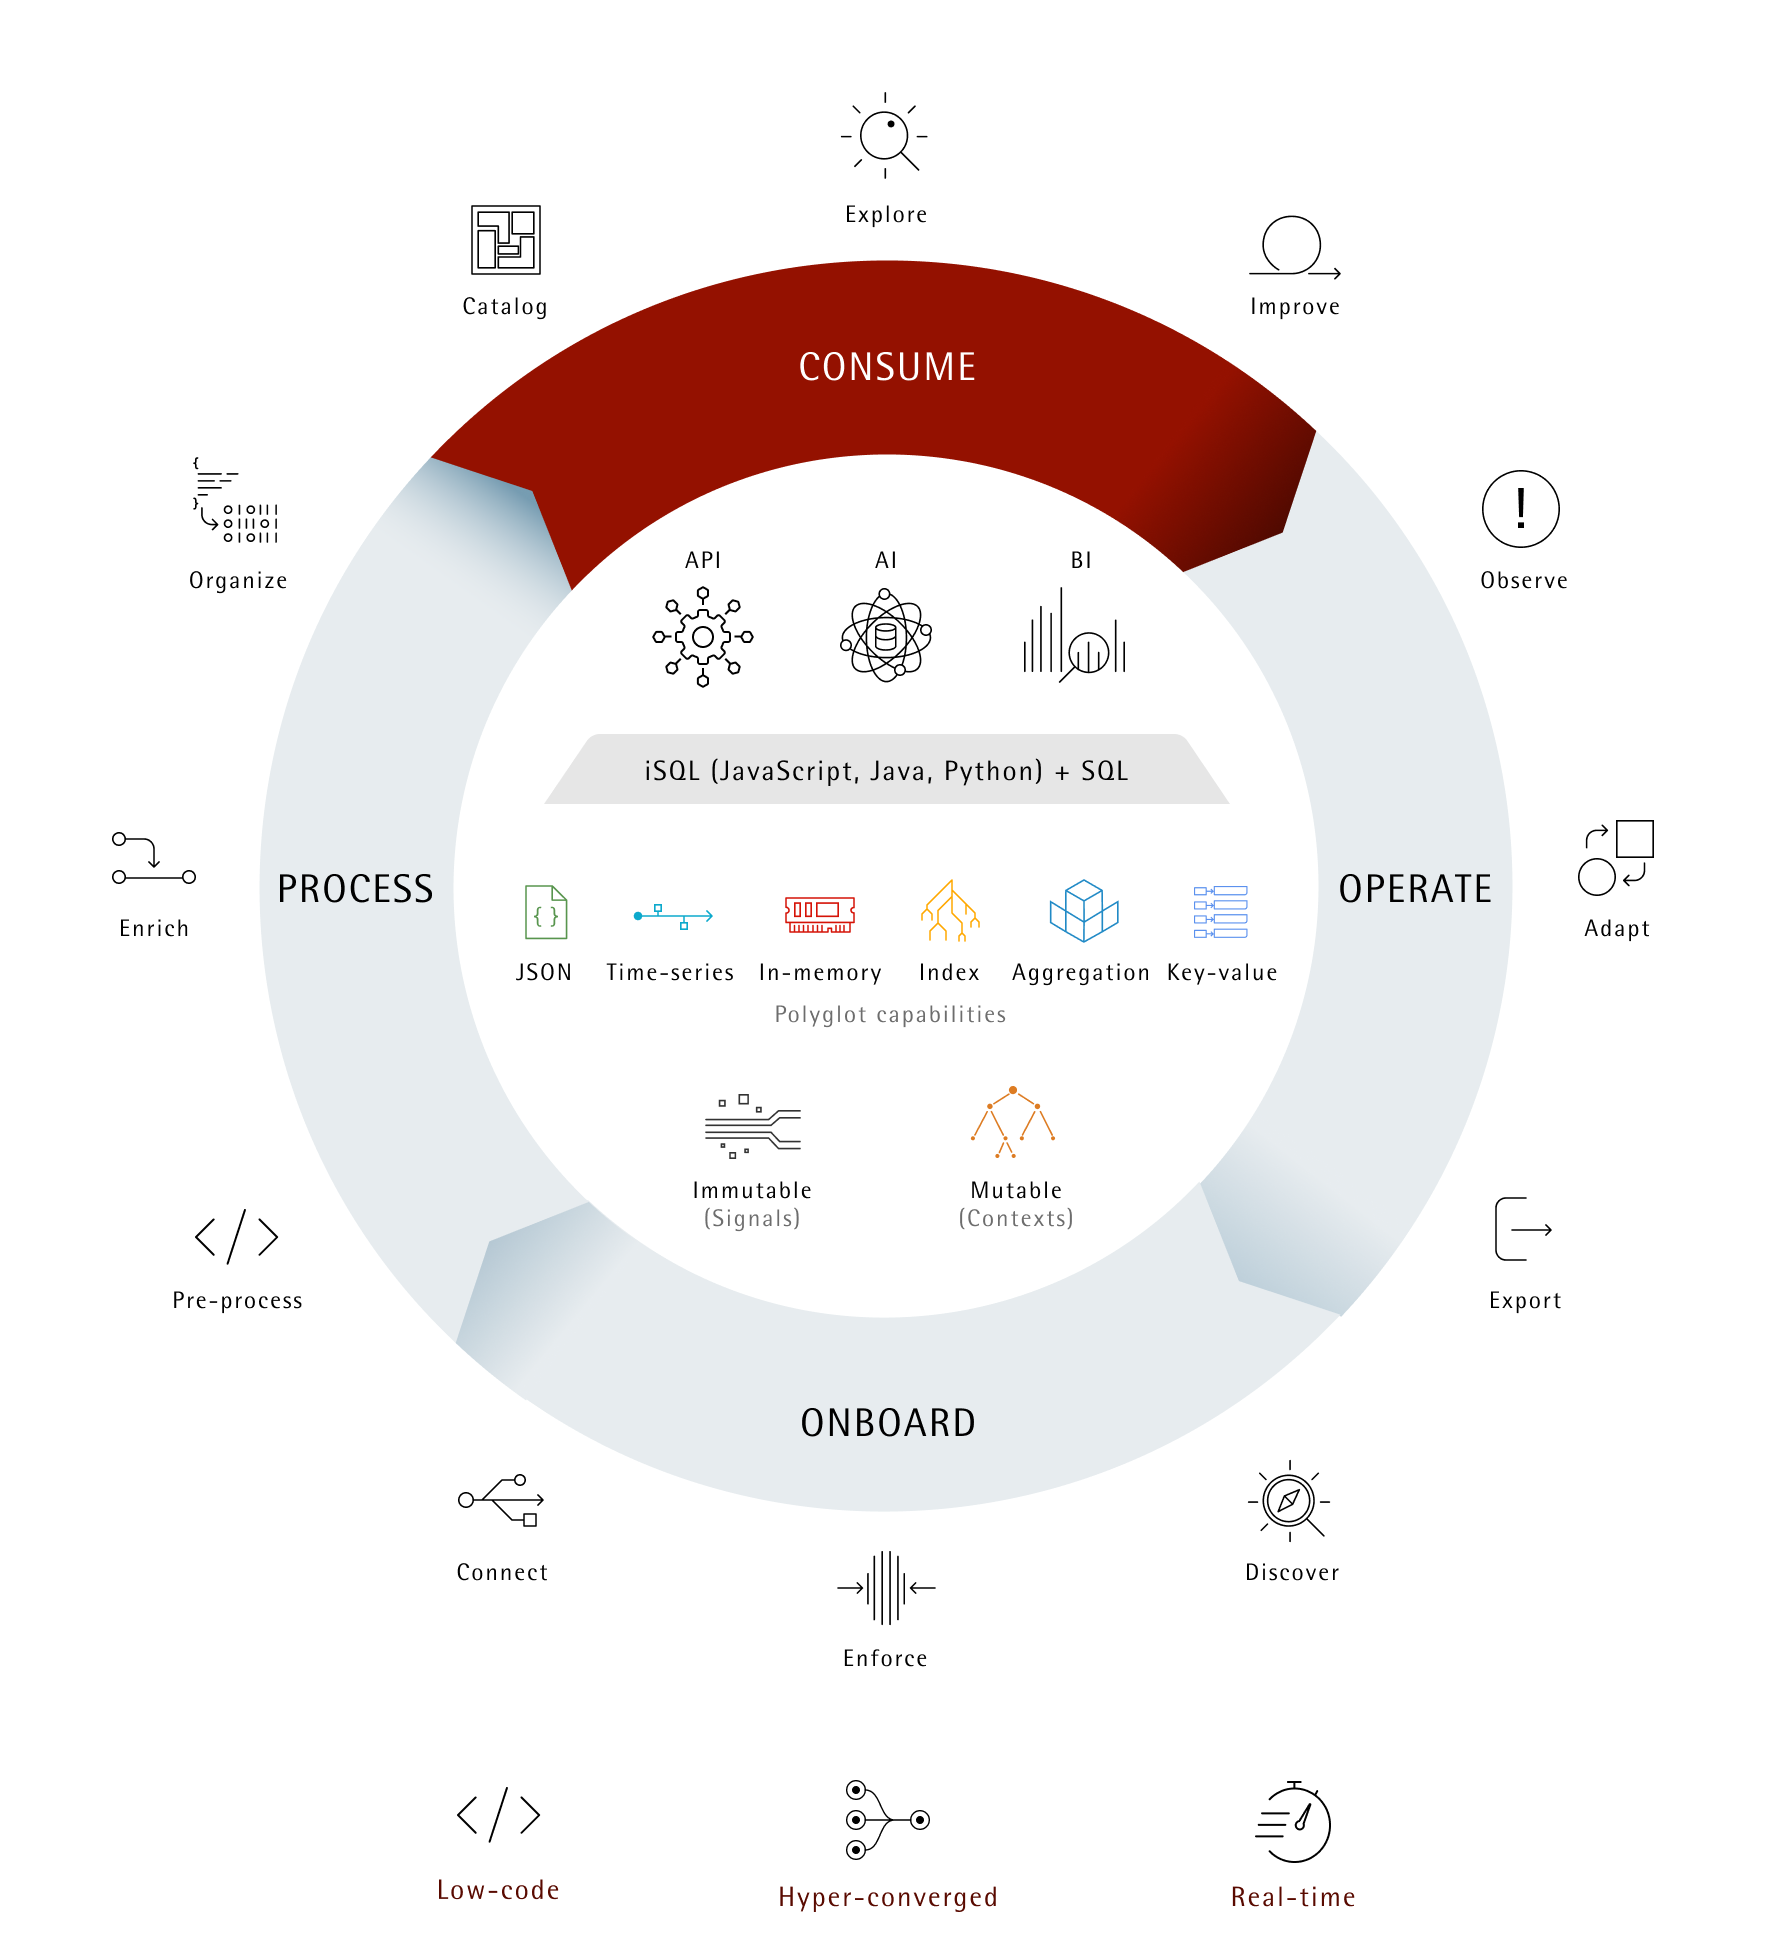 Explore
Catalog
Improve
CONSUME
Organize
Observe
API
AI
BI
iSQL (JavaScript, Java, Python) + SQL
PROCESS
OPERATE
Enrich
Adapt
JSON
Time-series
In-memory
Index
Aggregation
Key-value
Polyglot capabilities
Immutable
(Signals)
Mutable
(Contexts)
Pre-process
Export
ONBOARD
Connect
Discover
Enforce
Low-code
Hyper-converged
Real-time